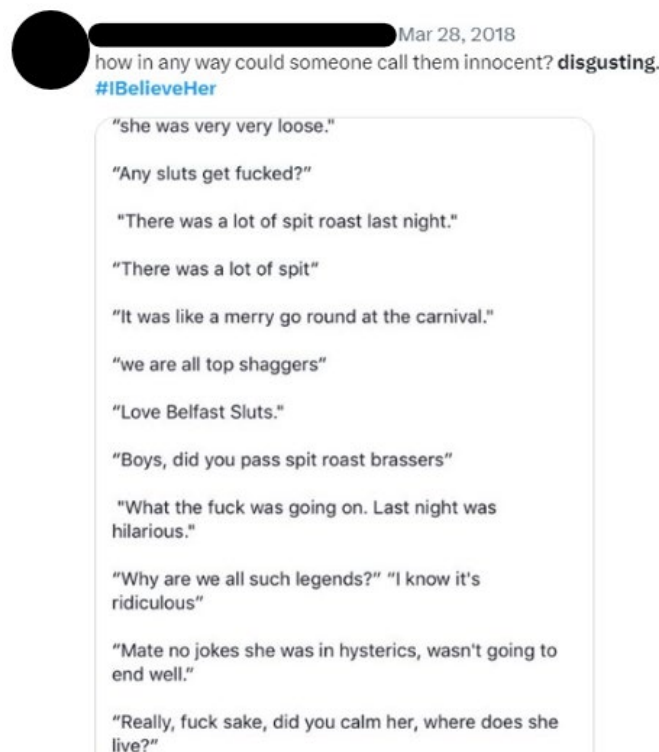 Mar 28, 2018
how in any way could someone call them innocent? disgusting.
#IBelieveHer
"she was very very loose."
"Any sluts get fucked?"
"There was a lot of spit roast last night."
"There was a lot of spit"
"It was like a merry go round at the carnival."
"we are all top shaggers"
"Love Belfast Sluts."
"Boys, did you pass spit roast brassers"
"What the fuck was going on. Last night was
hilarious."
"Why are we all such legends?" "I know it's
ridiculous"
"Mate no jokes she was in hysterics, wasn't going to
end well."
"Really, fuck sake, did you calm her, where does she
live?"